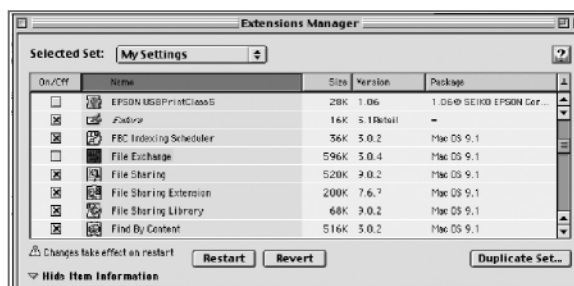 Extensions Manager
Selected Set: My Settings
On/Off Name Size Version Package
EPSON USBPrintClass5 28K 1.06 1.06© SEIKO EPSON Cor...
16K 5.1Retail -
FBC Indexing Scheduler 36K 3.0.2 Mac OS 9.1
File Exchange 596K 3.0.4 Mac OS 9.1
File Sharing 520K 9.0.2 Mac OS 9.1
File Sharing Extension 200K 7.6.? Mac OS 9.1
File Sharing Library 68K 9.0.2 Mac OS 9.1
Find By Content 516K 3.0.2 Mac OS 9.1
Changes take effect on restart Restart Revert Duplicate Set...
Hide Item Information